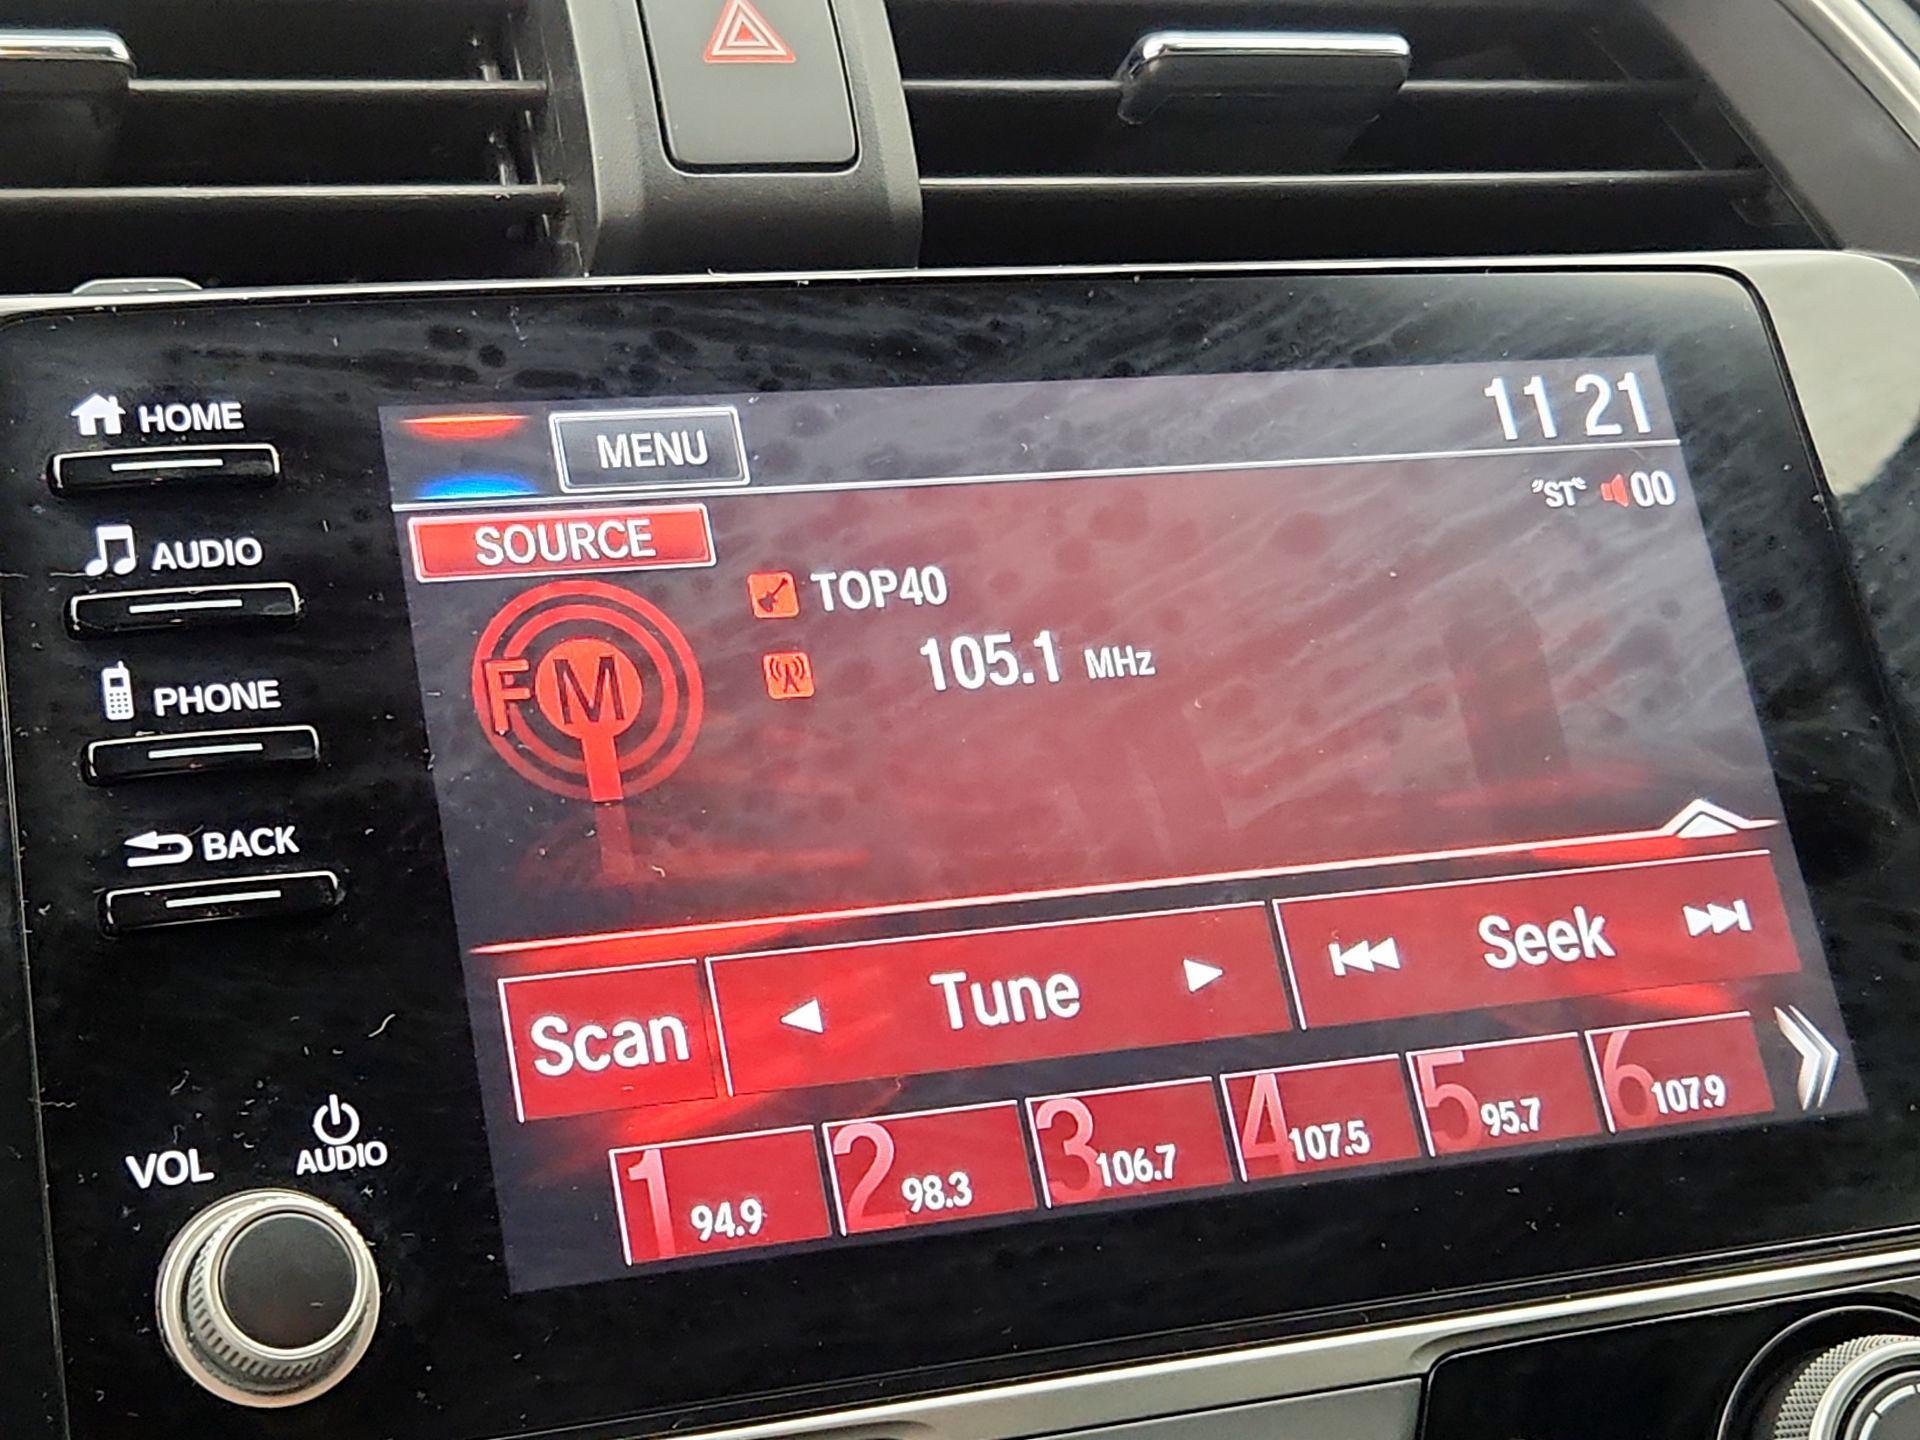 HOME
AUDIO
PHONE
BACK
VOL
AUDIO
MENU
11 21
"ST" 00
SOURCE
FM
TOP40
105.1 MHz
Scan
Tune
Seek
1 94.9
2 98.3
3 106.7
4 107.5
5 95.7
6 107.9